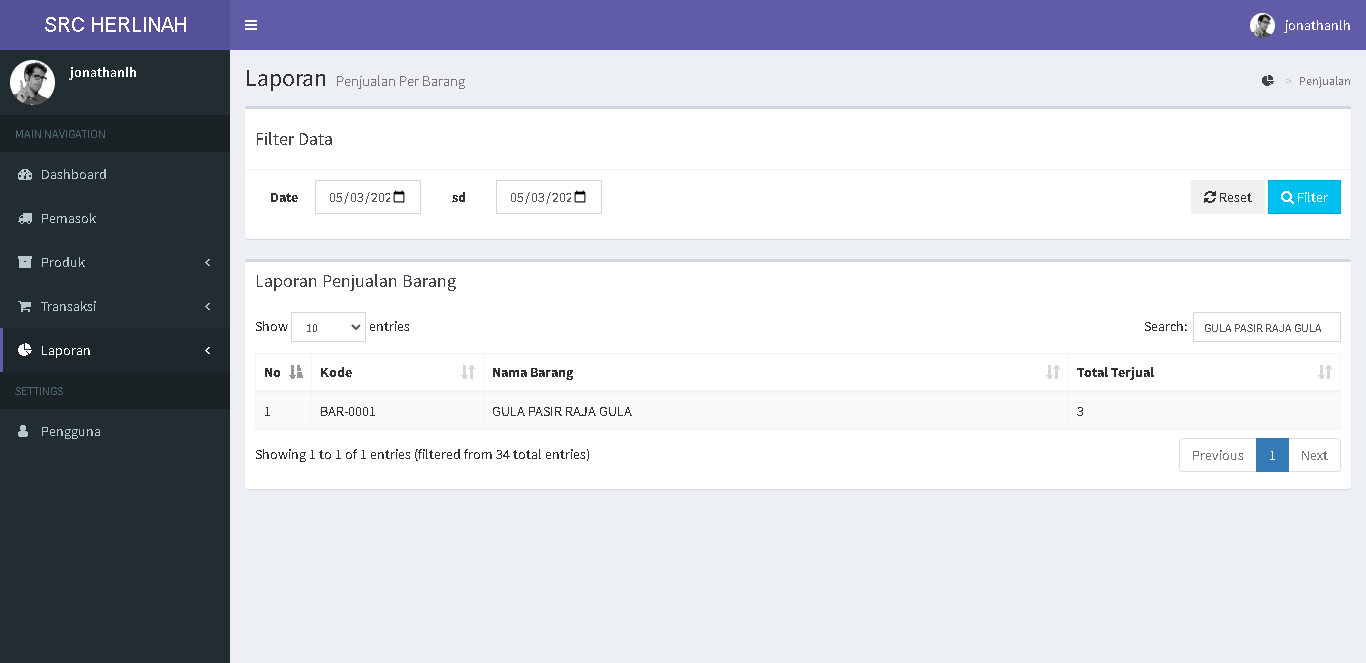 SRC HERLINAH
jonathanlh
jonathanlh
MAIN NAVIGATION
Dashboard
Pemasok
Produk
Transaksi
Laporan
SETTINGS
Pengguna
Laporan Penjualan Per Barang
> Penjualan
Filter Data
Date 05/03/202 sd 05/03/202 Reset Filter
Laporan Penjualan Barang
Show 10 entries Search: GULA PASIR RAJA GULA
No Kode Nama Barang Total Terjual
1 BAR-0001 GULA PASIR RAJA GULA 3
Showing 1 to 1 of 1 entries (filtered from 34 total entries) Previous 1 Next